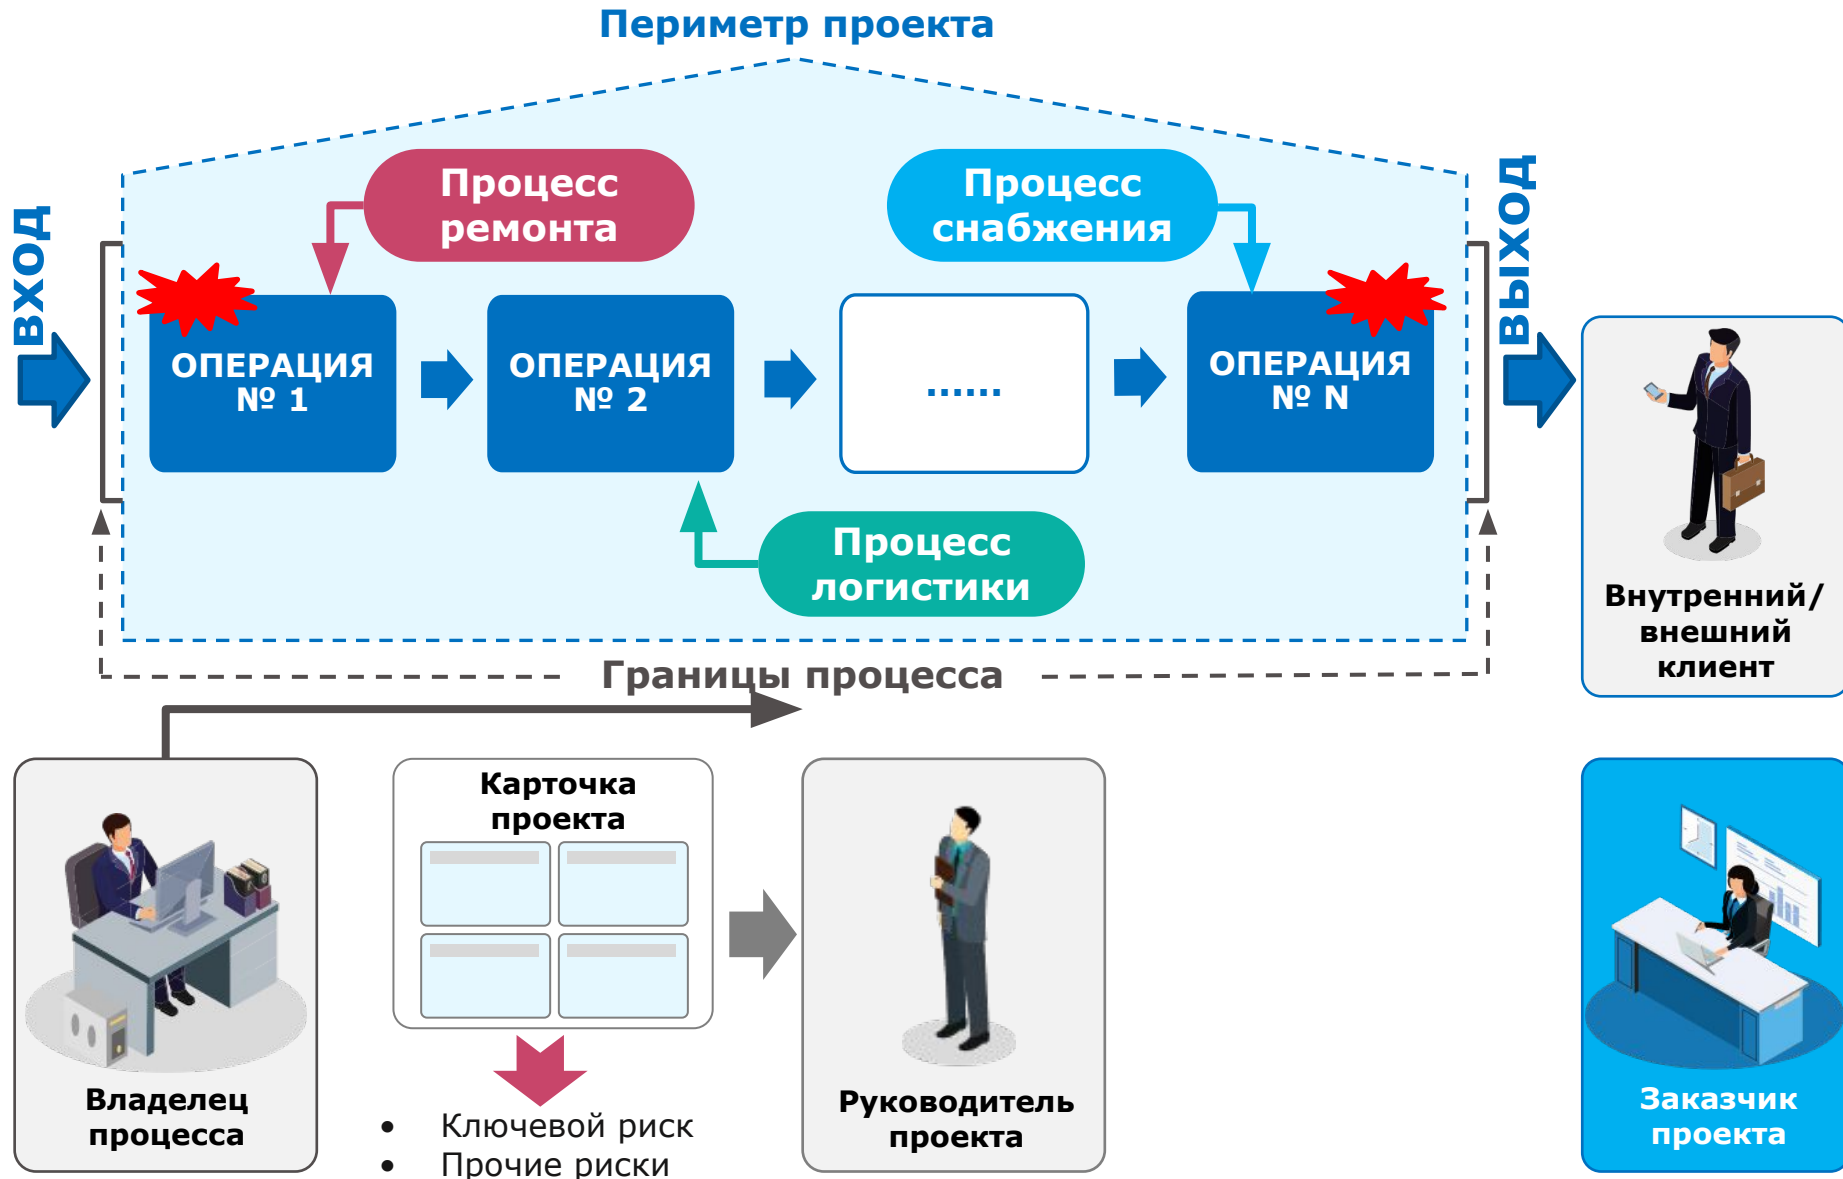 Периметр проекта
Процесс
ремонта
Процесс
снабжения
ВХОД
ВЫХОД
ОПЕРАЦИЯ
№ 1
ОПЕРАЦИЯ
№ 2
......
ОПЕРАЦИЯ
№ N
Процесс
логистики
Внутренний/
внешний
клиент
Границы процесса
Карточка
проекта
Владелец
процесса
• Ключевой риск
• Прочие риски
Руководитель
проекта
Заказчик
проекта